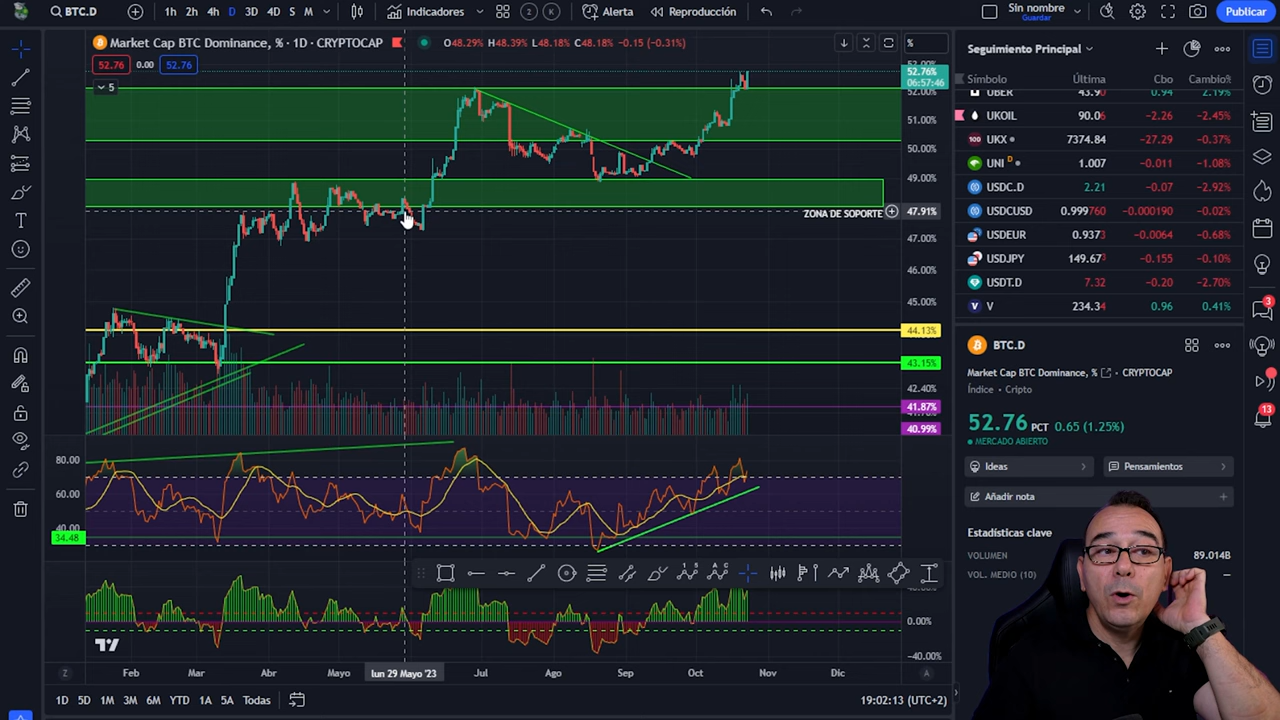 BTC.D
1h 2h 4h D 3D 4D S M
Indicadores
2 K
Alerta
Reproducción
Sin nombre
Guardar
Publicar
Market Cap BTC Dominance, % · 1D · CRYPTOCAP
O48.29% H48.39% L48.18% C48.18% -0.15 (-0.31%)
%
52.76 0.00 52.76
5
52.76%
06:57:46
52.00%
51.00%
50.00%
49.00%
ZONA DE SOPORTE
47.91%
47.00%
46.00%
45.00%
44.13%
43.15%
42.40%
41.87%
40.99%
80.00
60.00
40.00
34.48
0.00%
-40.00%
Z
Feb Mar Abr Mayo lun 29 Mayo '23 Jul Ago Sep Oct Nov Dic
A
1D 5D 1M 3M 6M YTD 1A 5A Todas
19:02:13 (UTC+2)
Seguimiento Principal
Símbolo Última Cbo Cambio%
UBER 43.90 0.94 2.19%
UKOIL 90.06 -2.26 -2.45%
100 UKX 7374.84 -27.29 -0.37%
UNI D 1.007 -0.011 -1.08%
USDC.D 2.21 -0.07 -2.92%
USDCUSD 0.999760 -0.000190 -0.02%
USDEUR 0.9373 -0.0064 -0.68%
USDJPY 149.673 -0.155 -0.10%
USDT.D 7.32 -0.20 -2.70%
V V 234.34 0.96 0.41%
BTC.D
Market Cap BTC Dominance, % CRYPTOCAP
Índice • Cripto
52.76 PCT 0.65 (1.25%)
MERCADO ABIERTO
Ideas
Pensamientos
Añadir nota
Estadísticas clave
VOLUMEN 89.014B
VOL. MEDIO (10) —
3
13